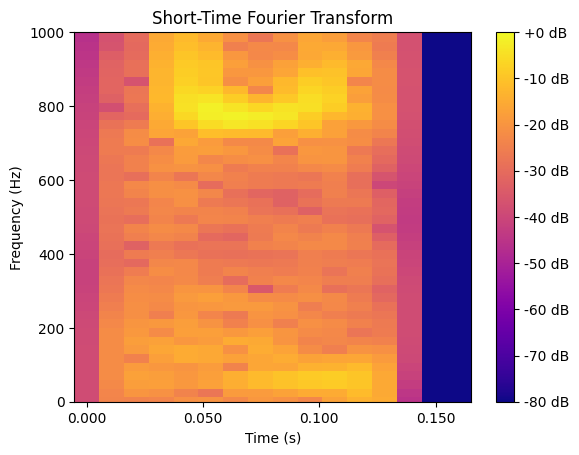 Short-Time Fourier Transform
1000
800
600
400
200
0
Frequency (Hz)
0.000
0.050
0.100
0.150
Time (s)
+0 dB
-10 dB
-20 dB
-30 dB
-40 dB
-50 dB
-60 dB
-70 dB
-80 dB